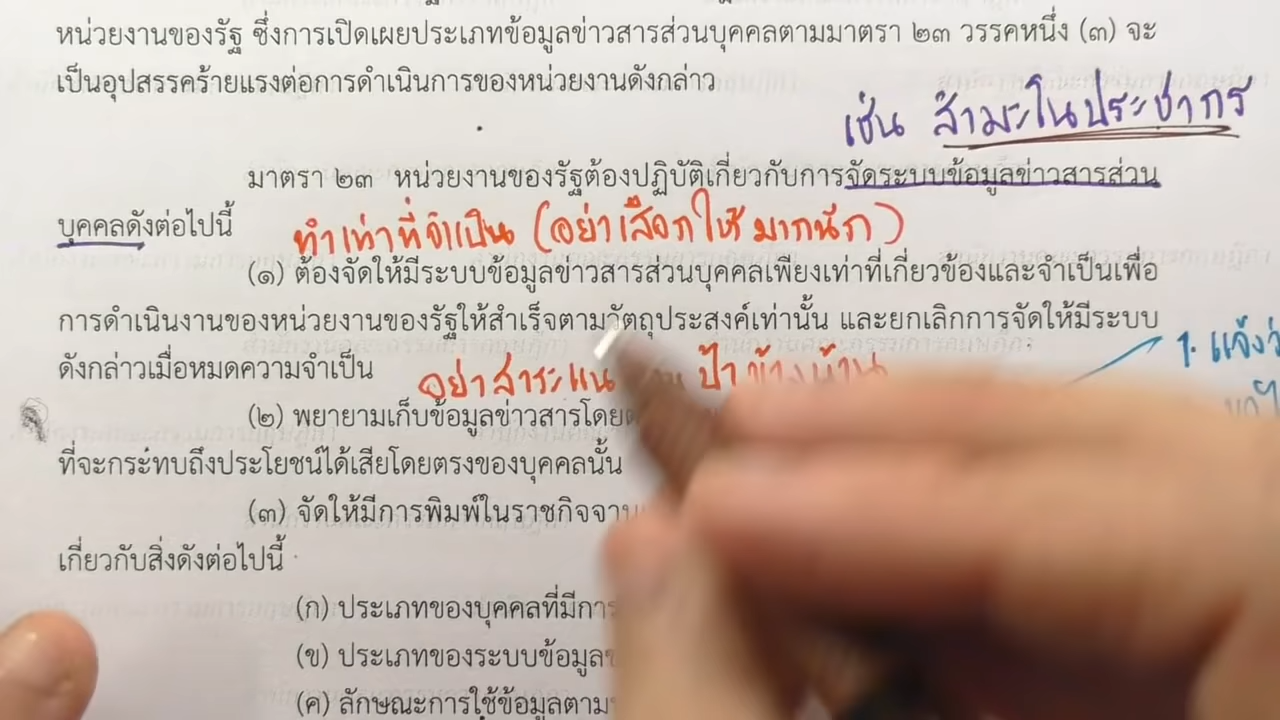 หน่วยงานของรัฐ ซึ่งการเปิดเผยประเภทข้อมูลข่าวสารส่วนบุคคลตามมาตรา ๒๓ วรรคหนึ่ง (๓) จะ
เป็นอุปสรรคร้ายแรงต่อการดำเนินการของหน่วยงานดังกล่าว
เช่น สำมะโนประชากร
มาตรา ๒๓ หน่วยงานของรัฐต้องปฏิบัติเกี่ยวกับการจัดระบบข้อมูลข่าวสารส่วน
บุคคลดังต่อไปนี้
ทำเท่าที่จำเป็น (อย่าเลือกให้มากนัก)
(๑) ต้องจัดให้มีระบบข้อมูลข่าวสารส่วนบุคคลเพียงเท่าที่เกี่ยวข้องและจำเป็นเพื่อ
การดำเนินงานของหน่วยงานของรัฐให้สำเร็จตามวัตถุประสงค์เท่านั้น และยกเลิกการจัดให้มีระบบ
1. แจ้ง
ดังกล่าวเมื่อหมดความจำเป็น
อย่าสาระแน ป้าข้างบ้าน
(๒) พยายามเก็บข้อมูลข่าวสารโดย
ที่จะกระทบถึงประโยชน์ได้เสียโดยตรงของบุคคลนั้น
(๓) จัดให้มีการพิมพ์ในราชกิจจา
เกี่ยวกับสิ่งดังต่อไปนี้
(ก) ประเภทของบุคคลที่มีการ
(ข) ประเภทของระบบข้อมูล
(ค) ลักษณะการใช้ข้อมูลตาม